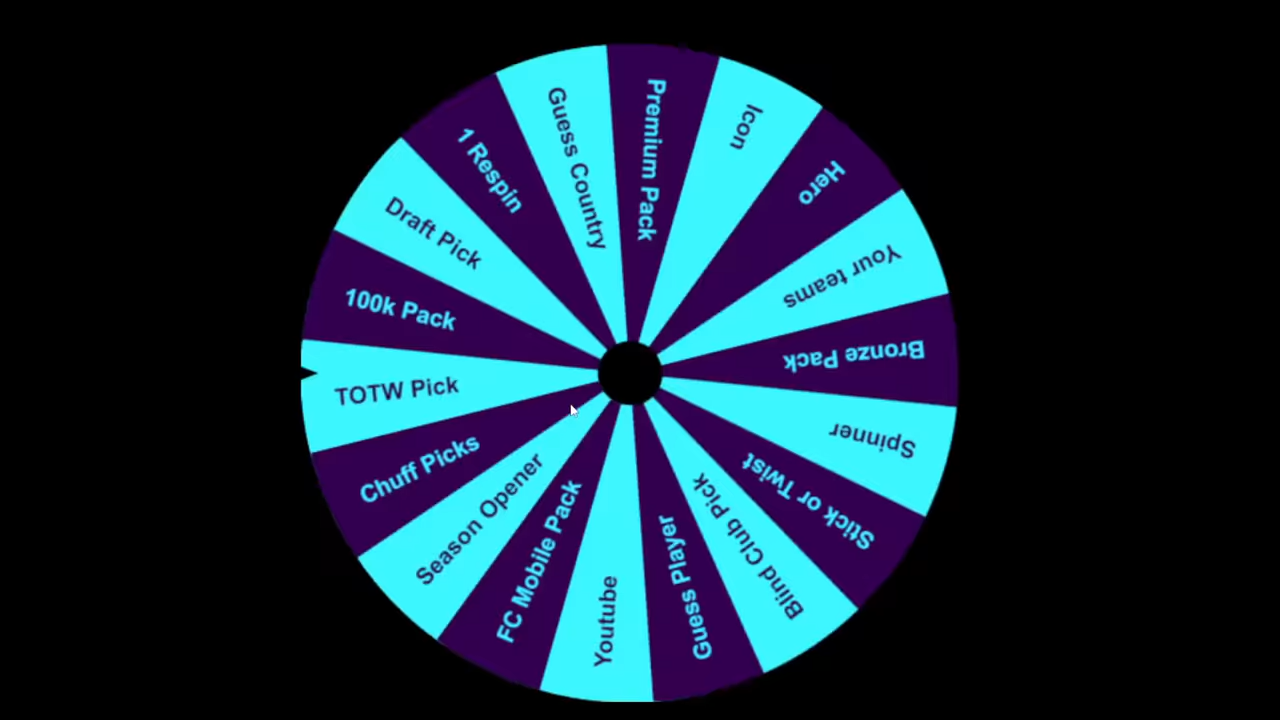 Premium Pack
Icon
Hero
Your teams
Bronze Pack
Spinner
Stick or Twist
Blind Club Pick
Guess Player
Youtube
FC Mobile Pack
Season Opener
Chuff Picks
TOTW Pick
100k Pack
Draft Pick
1 Respin
Guess Country